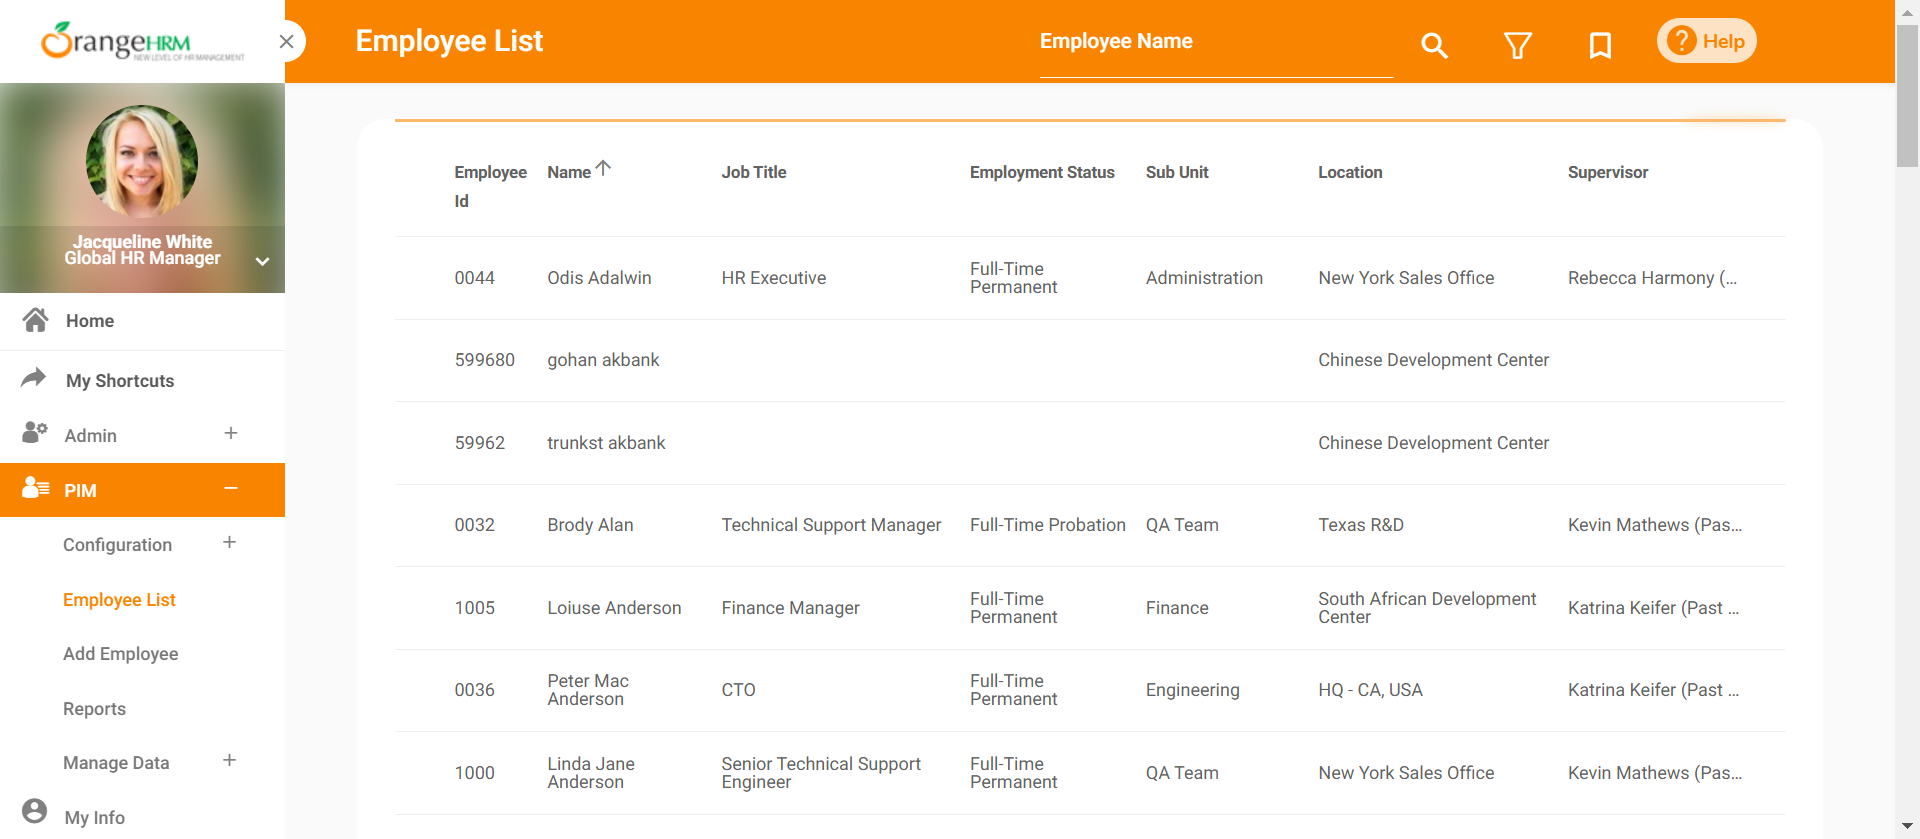 OrangeHRM
NEW LEVEL OF HR MANAGEMENT
Employee List
Employee Name
? Help
Jacqueline White
Global HR Manager
Home
My Shortcuts
Admin
PIM
Configuration
Employee List
Add Employee
Reports
Manage Data
My Info
Employee Id Name Job Title Employment Status Sub Unit Location Supervisor
0044 Odis Adalwin HR Executive Full-Time Permanent Administration New York Sales Office Rebecca Harmony (...
599680 gohan akbank Chinese Development Center
59962 trunkst akbank Chinese Development Center
0032 Brody Alan Technical Support Manager Full-Time Probation QA Team Texas R&D Kevin Mathews (Pas...
1005 Loiuse Anderson Finance Manager Full-Time Permanent Finance South African Development Center Katrina Keifer (Past ...
0036 Peter Mac Anderson CTO Full-Time Permanent Engineering HQ - CA, USA Katrina Keifer (Past ...
1000 Linda Jane Anderson Senior Technical Support Engineer Full-Time Permanent QA Team New York Sales Office Kevin Mathews (Pas...